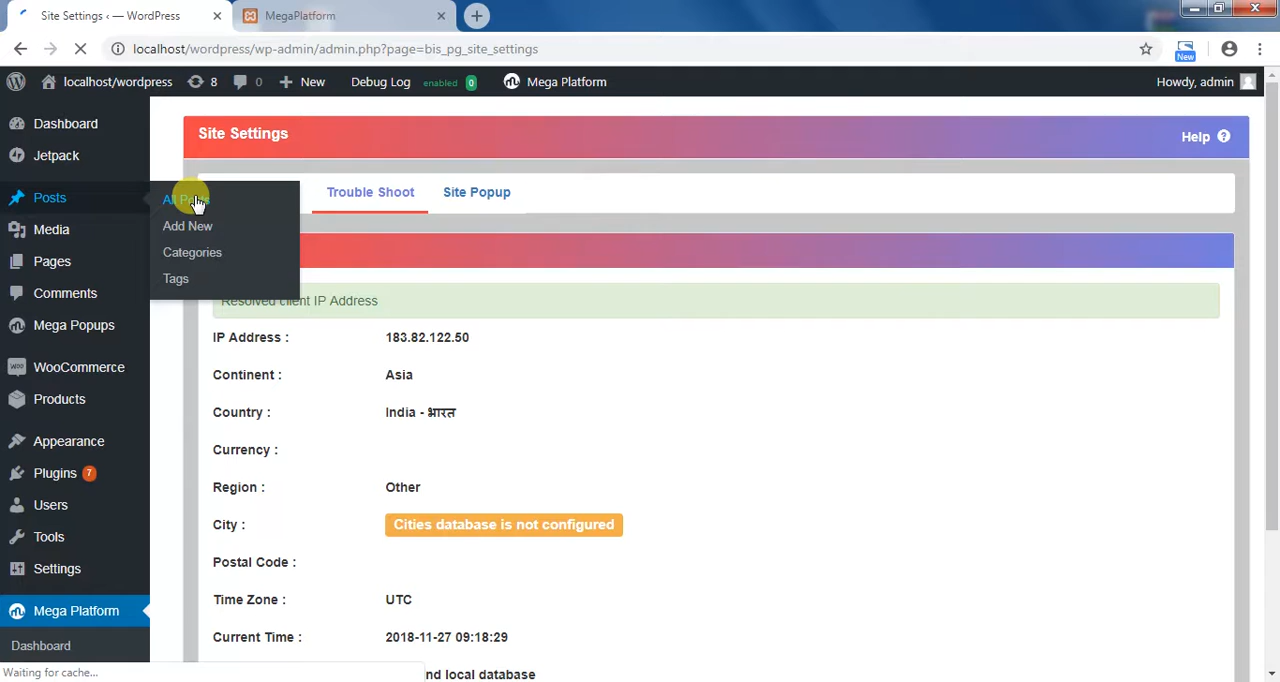 Site Settings ‹ — WordPress
MegaPlatform
localhost/wordpress/wp-admin/admin.php?page=bis_pg_site_settings
New
localhost/wordpress
8
0
New
Debug Log
enabled
0
Mega Platform
Howdy, admin
Dashboard
Jetpack
Posts
Media
Pages
Comments
Mega Popups
WooCommerce
Products
Appearance
Plugins 7
Users
Tools
Settings
Mega Platform
Dashboard
All Posts
Add New
Categories
Tags
Site Settings
Help
Trouble Shoot
Site Popup
Resolved client IP Address
IP Address : 183.82.122.50
Continent : Asia
Country : India - भारत
Currency :
Region : Other
City : Cities database is not configured
Postal Code :
Time Zone : UTC
Current Time : 2018-11-27 09:18:29
nd local database
Waiting for cache...